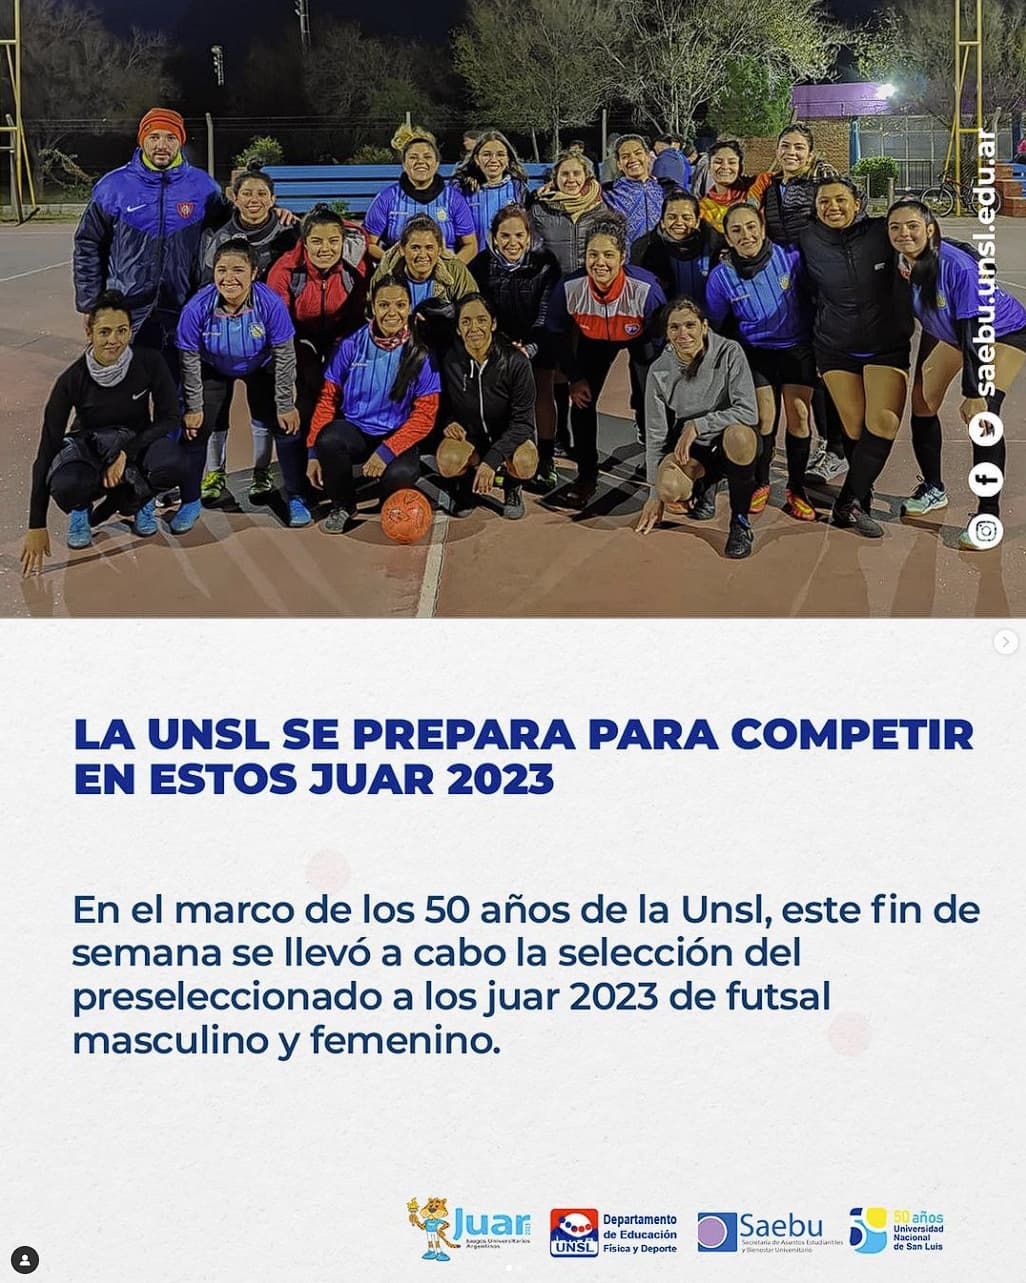 saebu.unsl.edu.ar
LA UNSL SE PREPARA PARA COMPETIR
EN ESTOS JUAR 2023
En el marco de los 50 años de la Unsl, este fin de
semana se llevó a cabo la selección del
preseleccionado a los juar 2023 de futsal
masculino y femenino.
Juar
Juegos Universitarios
Argentinos
UNSL
Departamento
de Educación
Física y Deporte
Saebu
Secretaría de Asuntos Estudiantiles
y Bienestar Universitario
50 años
Universidad
Nacional
de San Luis